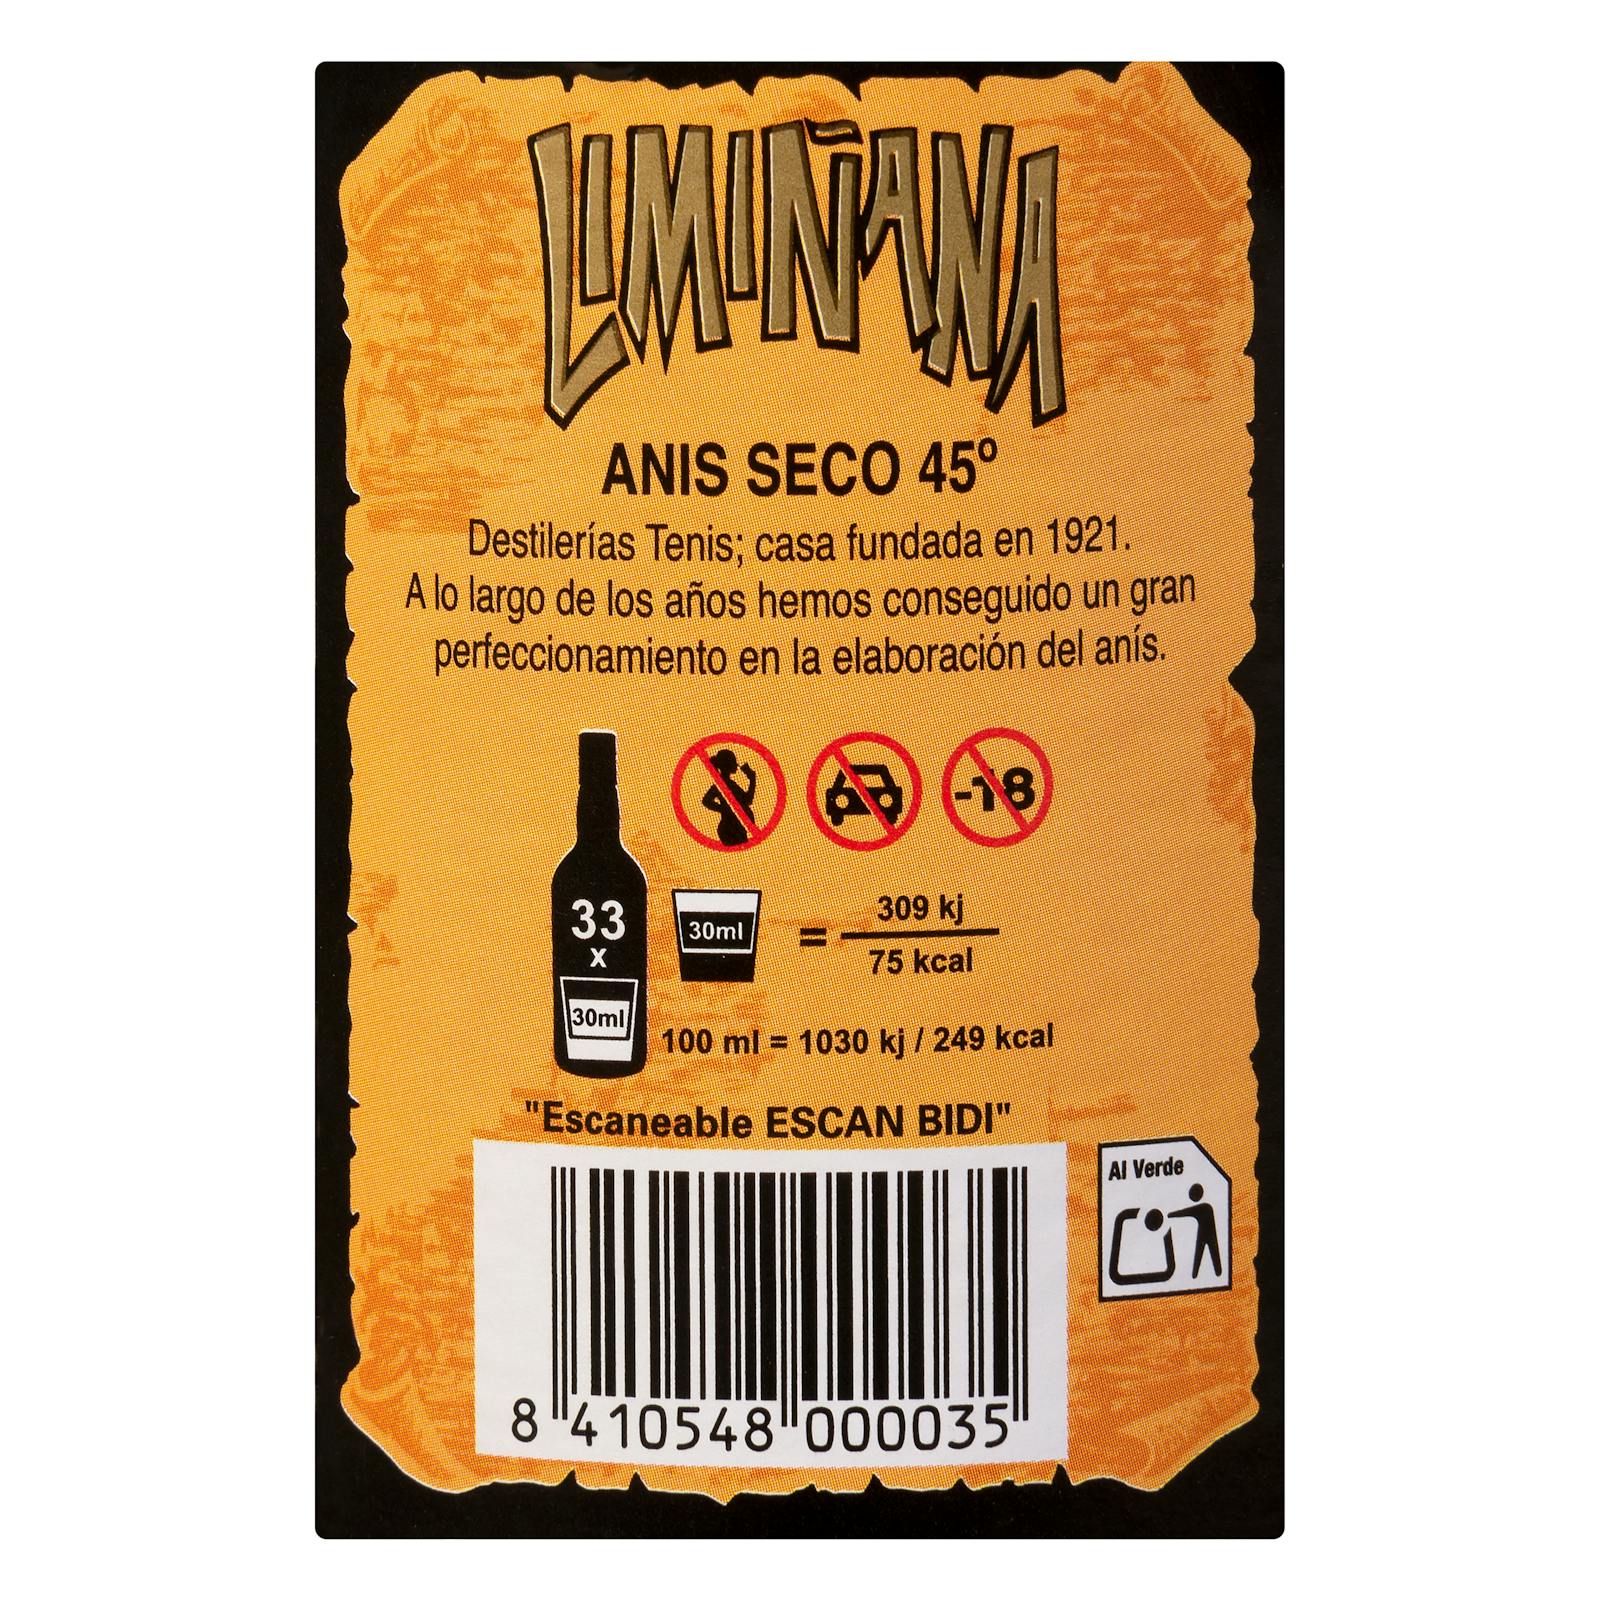 LIMIÑANA
ANIS SECO 45º
Destilerías Tenis; casa fundada en 1921.
A lo largo de los años hemos conseguido un gran
perfeccionamiento en la elaboración del anís.
-18
33
x
30ml
30ml
=
309 kj
75 kcal
100 ml = 1030 kj / 249 kcal
"Escaneable ESCAN BIDI"
Al Verde
8 410548 000035